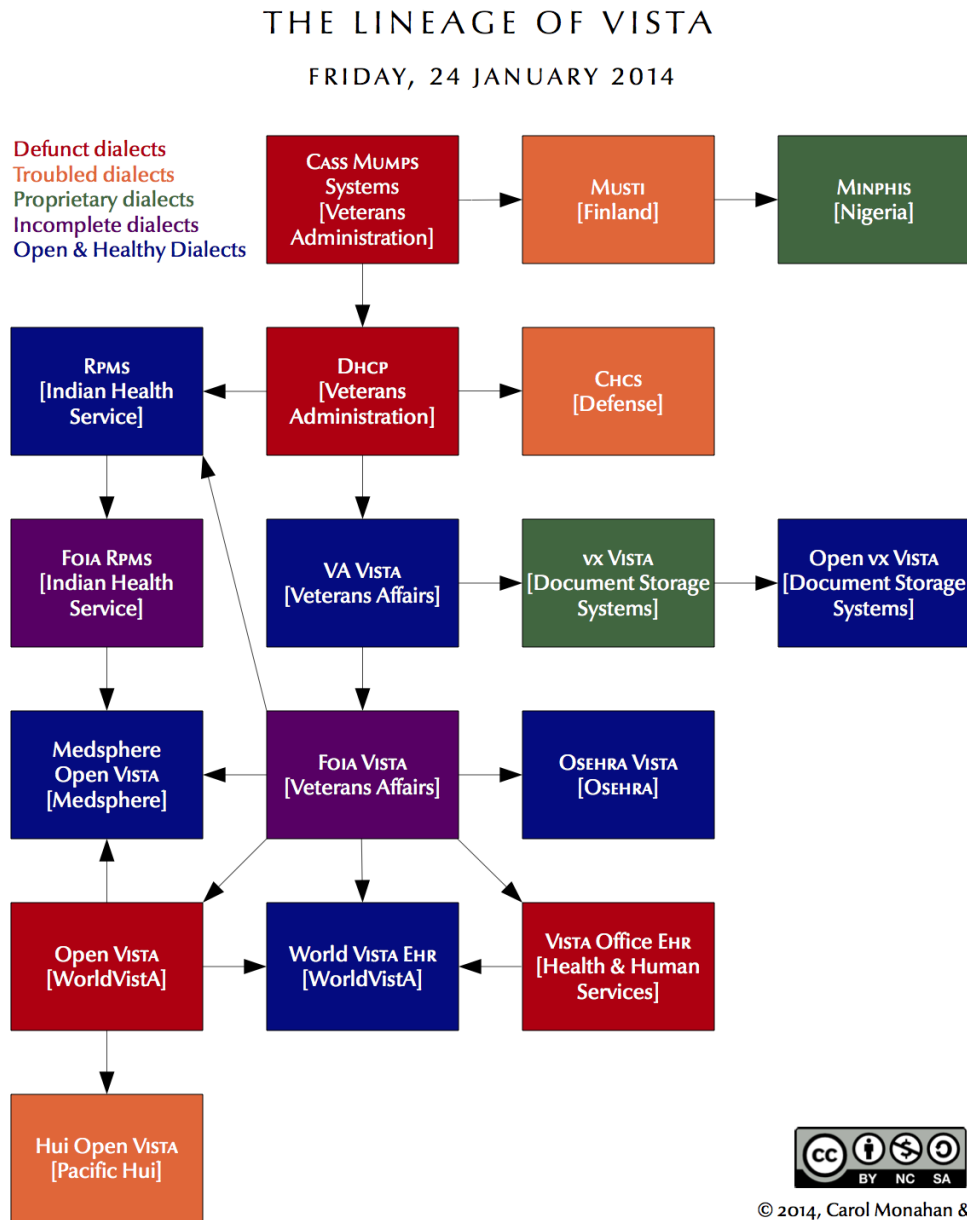 THE LINEAGE OF VISTA
FRIDAY, 24 JANUARY 2014
Defunct dialects
Troubled dialects
Proprietary dialects
Incomplete dialects
Open & Healthy Dialects
CASS MUMPS
Systems
[Veterans
Administration]
MUSTI
[Finland]
MINPHIS
[Nigeria]
RPMS
[Indian Health
Service]
DHCP
[Veterans
Administration]
CHCS
[Defense]
FOIA RPMS
[Indian Health
Service]
VA VISTA
[Veterans Affairs]
vx VISTA
[Document Storage
Systems]
Open vx VISTA
[Document Storage
Systems]
Medsphere
Open VISTA
[Medsphere]
FOIA VISTA
[Veterans Affairs]
OSEHRA VISTA
[OSEHRA]
Open VISTA
[WorldVistA]
World VISTA EHR
[WorldVistA]
VISTA Office EHR
[Health & Human
Services]
Hui Open VISTA
[Pacific Hui]
cc
BY NC SA
© 2014, Carol Monahan &